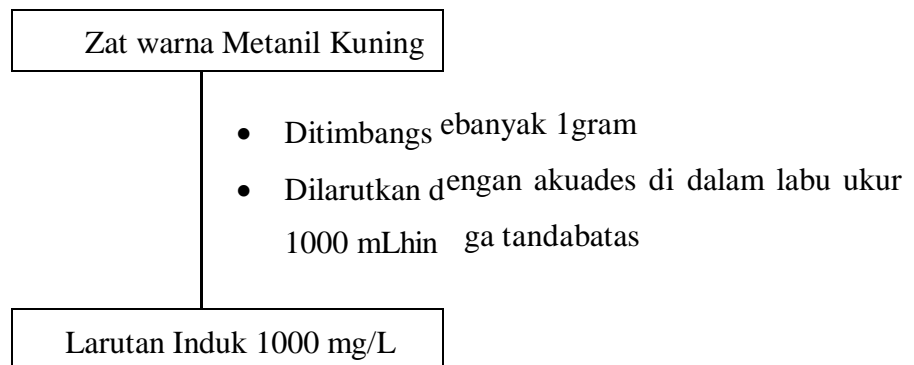 Zat warna Metanil Kuning
• Ditimbangs ebanyak 1gram
• Dilarutkan dengan akuades di dalam labu ukur
1000 mLhin ga tandabatas
Larutan Induk 1000 mg/L